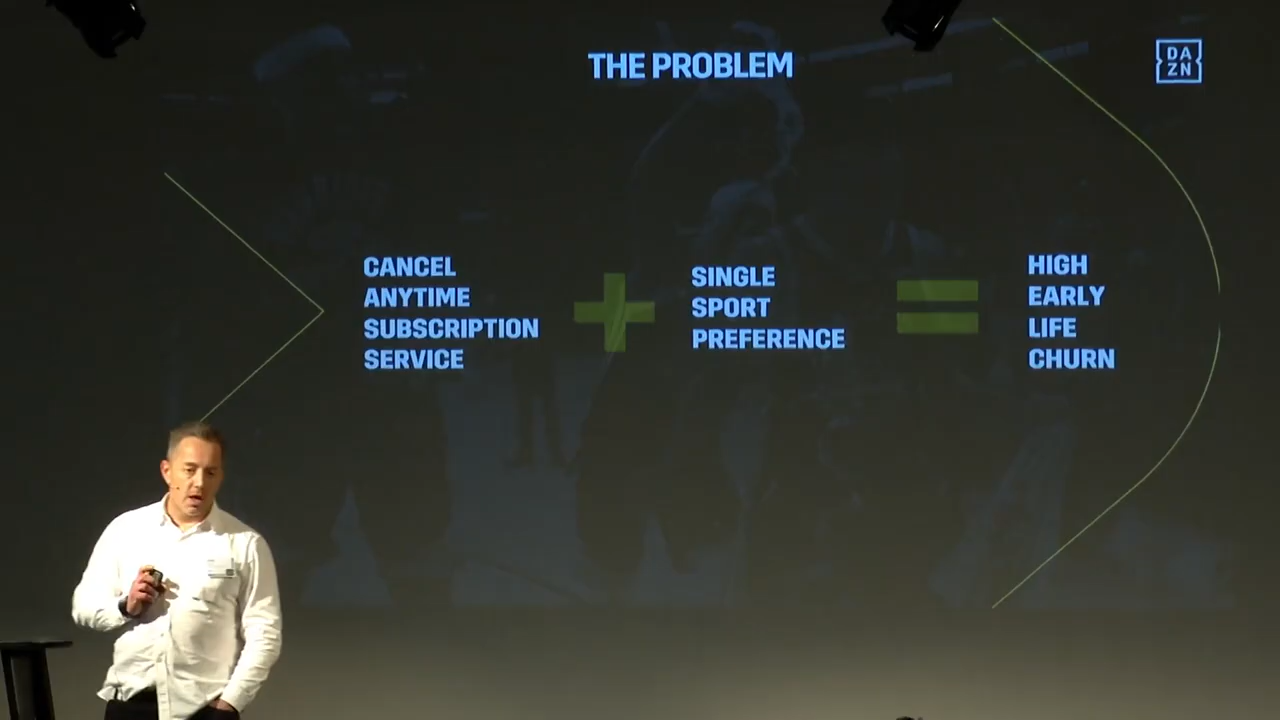 THE PROBLEM
DA
ZN
CANCEL
ANYTIME
SUBSCRIPTION
SERVICE
SINGLE
SPORT
PREFERENCE
HIGH
EARLY
LIFE
CHURN